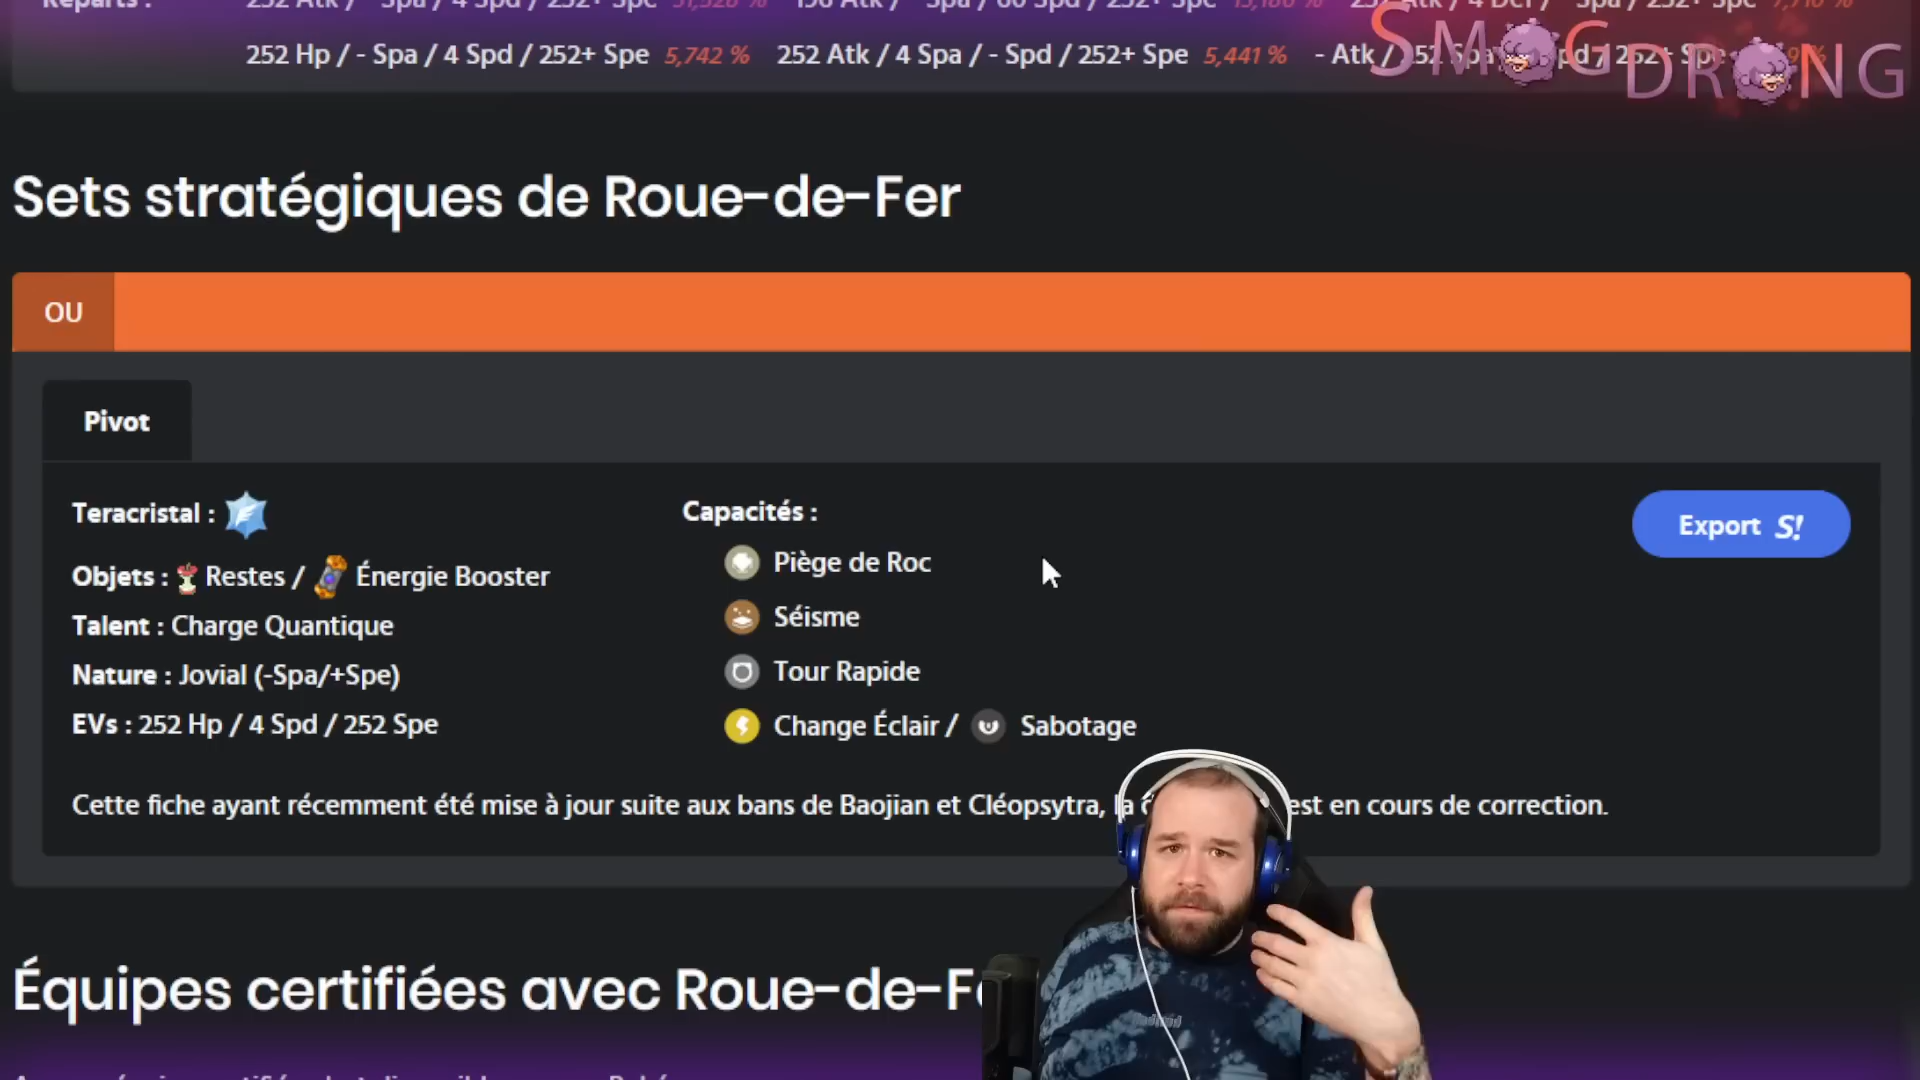 252 Hp / - Spa / 4 Spd / 252+ Spe 5,742 % 252 Atk / 4 Spa / - Spd / 252+ Spe 5,441 % - Atk / 252
SMOGDRONG
Sets stratégiques de Roue-de-Fer
OU
Pivot
Teracristal :
Objets : Restes / Énergie Booster
Talent : Charge Quantique
Nature : Jovial (-Spa/+Spe)
EVs : 252 Hp / 4 Spd / 252 Spe
Capacités :
Piège de Roc
Séisme
Tour Rapide
Change Éclair / Sabotage
Export S!
Cette fiche ayant récemment été mise à jour suite aux bans de Baojian et Cléopsytra, la est en cours de correction.
Équipes certifiées avec